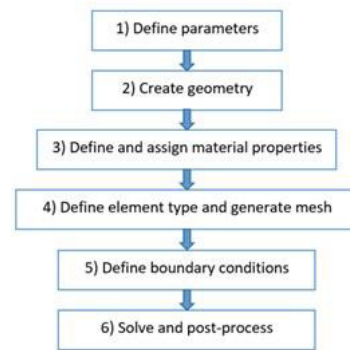 1) Define parameters
2) Create geometry
3) Define and assign material properties
4) Define element type and generate mesh
5) Define boundary conditions
6) Solve and post-process